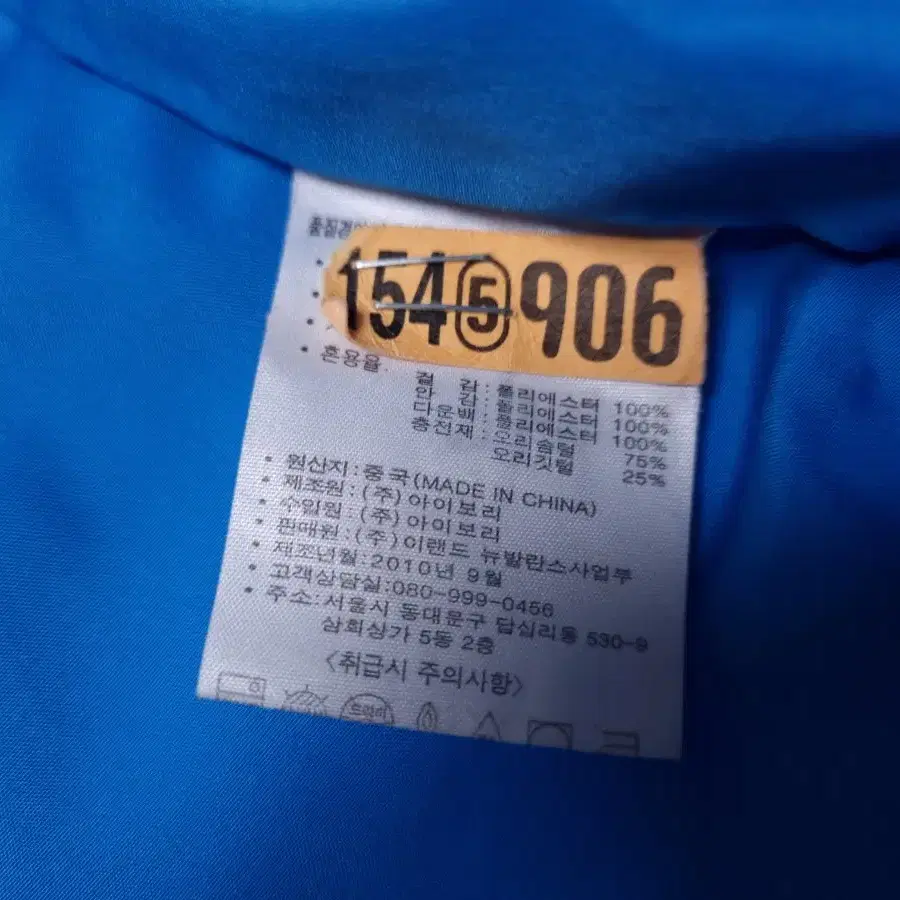 품질경
154⑤906
• 혼용율
겉 감 : 폴리에스터 100%
안 감 : 폴리에스터 100%
다운백 : 폴리에스터 100%
충전재 : 오리솜털 75%
오리깃털 25%
• 원산지 : 중국(MADE IN CHINA)
• 제조원 : (주)아이보리
• 수입원 : (주)아이보리
• 판매원 : (주)이랜드 뉴발란스사업부
• 제조년월 : 2010년 9월
• 고객상담실:080-999-0456
• 주소:서울시 동대문구 답십리동 530-9
삼희상가 5동 2층
<취급시 주의사항>
드라이